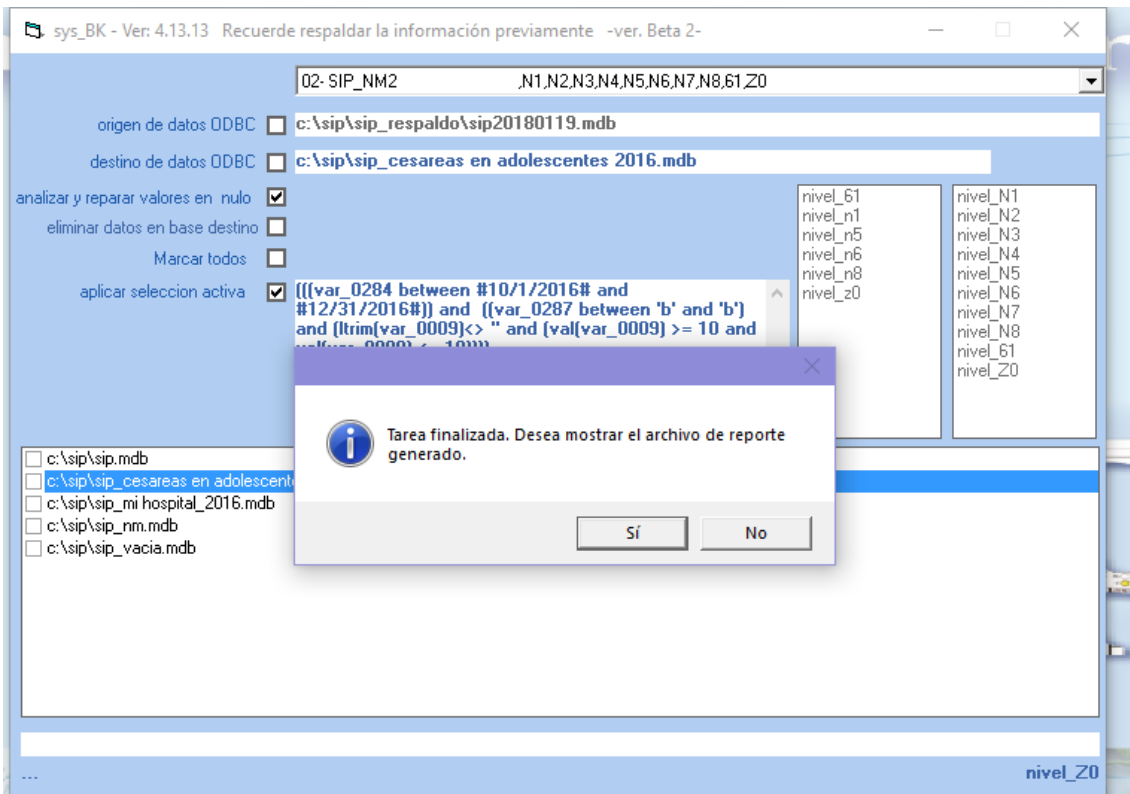 sys_BK - Ver: 4.13.13 Recuerde respaldar la información previamente -ver. Beta 2-
02- SIP_NM2 ,N1,N2,N3,N4,N5,N6,N7,N8,61,Z0
origen de datos ODBC c:\sip\sip_respaldo\sip20180119.mdb
destino de datos ODBC c:\sip\sip_cesareas en adolescentes 2016.mdb
analizar y reparar valores en nulo
eliminar datos en base destino
Marcar todos
aplicar seleccion activa
(((var_0284 between #10/1/2016# and
#12/31/2016#)) and ((var_0287 between 'b' and 'b')
and (ltrim(var_0009)<> '' and (val(var_0009) >= 10 and
nivel_61
nivel_n1
nivel_n5
nivel_n6
nivel_n8
nivel_z0
nivel_N1
nivel_N2
nivel_N3
nivel_N4
nivel_N5
nivel_N6
nivel_N7
nivel_N8
nivel_61
nivel_Z0
Tarea finalizada. Desea mostrar el archivo de reporte
generado.
Sí
No
c:\sip\sip.mdb
c:\sip\sip_cesareas en adolescent
c:\sip\sip_mi hospital_2016.mdb
c:\sip\sip_nm.mdb
c:\sip\sip_vacia.mdb
...
nivel_Z0